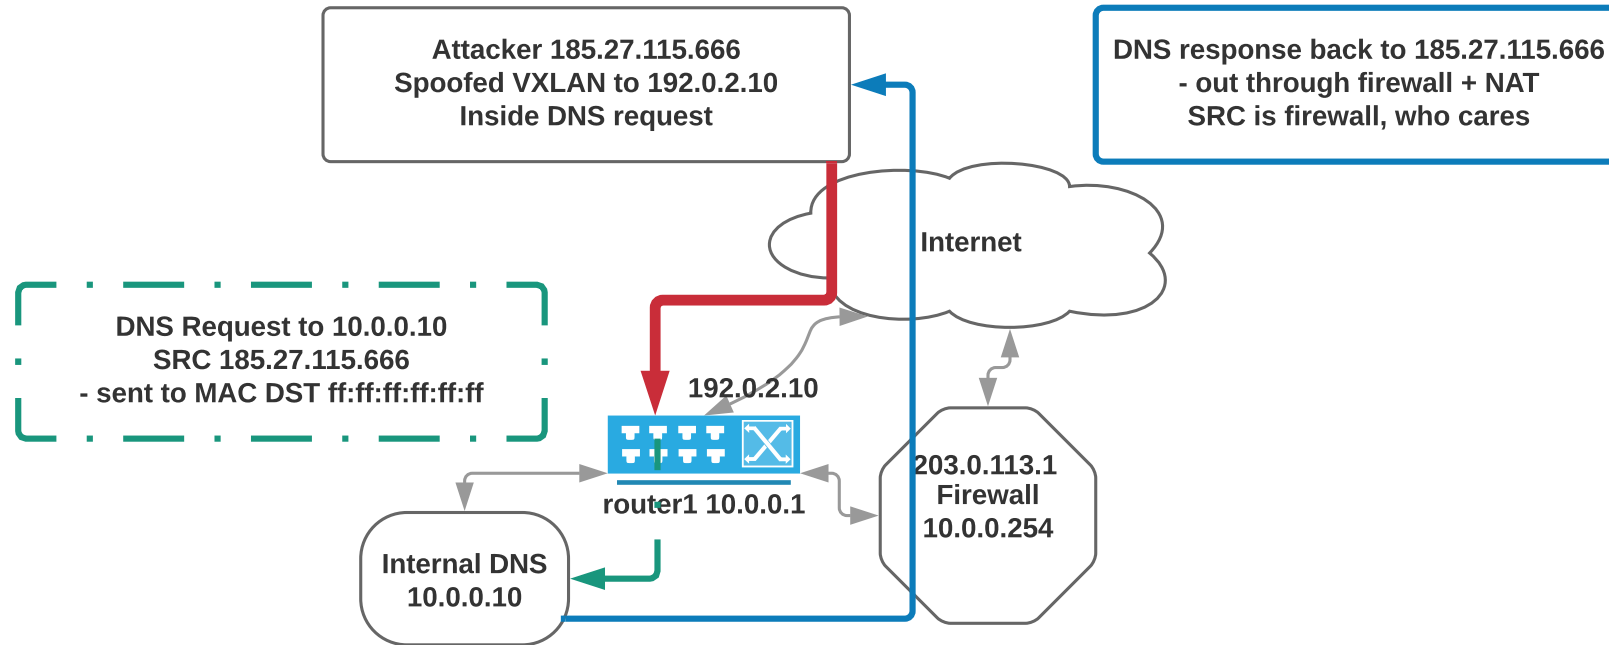 Attacker 185.27.115.666
Spoofed VXLAN to 192.0.2.10
Inside DNS request
DNS response back to 185.27.115.666
- out through firewall + NAT
SRC is firewall, who cares
Internet
DNS Request to 10.0.0.10
SRC 185.27.115.666
- sent to MAC DST ff:ff:ff:ff:ff:ff
192.0.2.10
router1 10.0.0.1
203.0.113.1
Firewall
10.0.0.254
Internal DNS
10.0.0.10